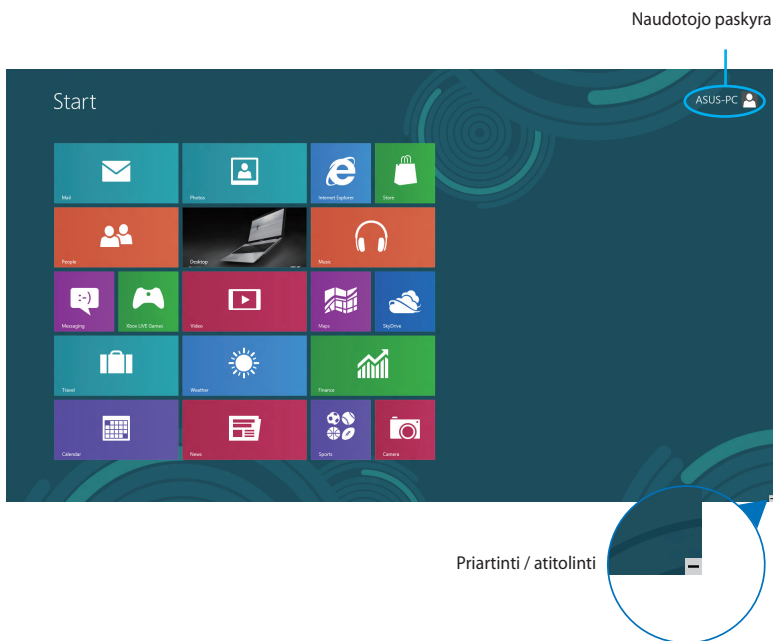 Naudotojo paskyra
Start
ASUS-PC
Mail
Photos
Internet Explorer
Store
People
Desktop
Music
Messaging
Xbox LIVE Games
Video
Maps
SkyDrive
Travel
Weather
Finance
Calendar
News
Sports
Camera
Priartinti / atitolinti